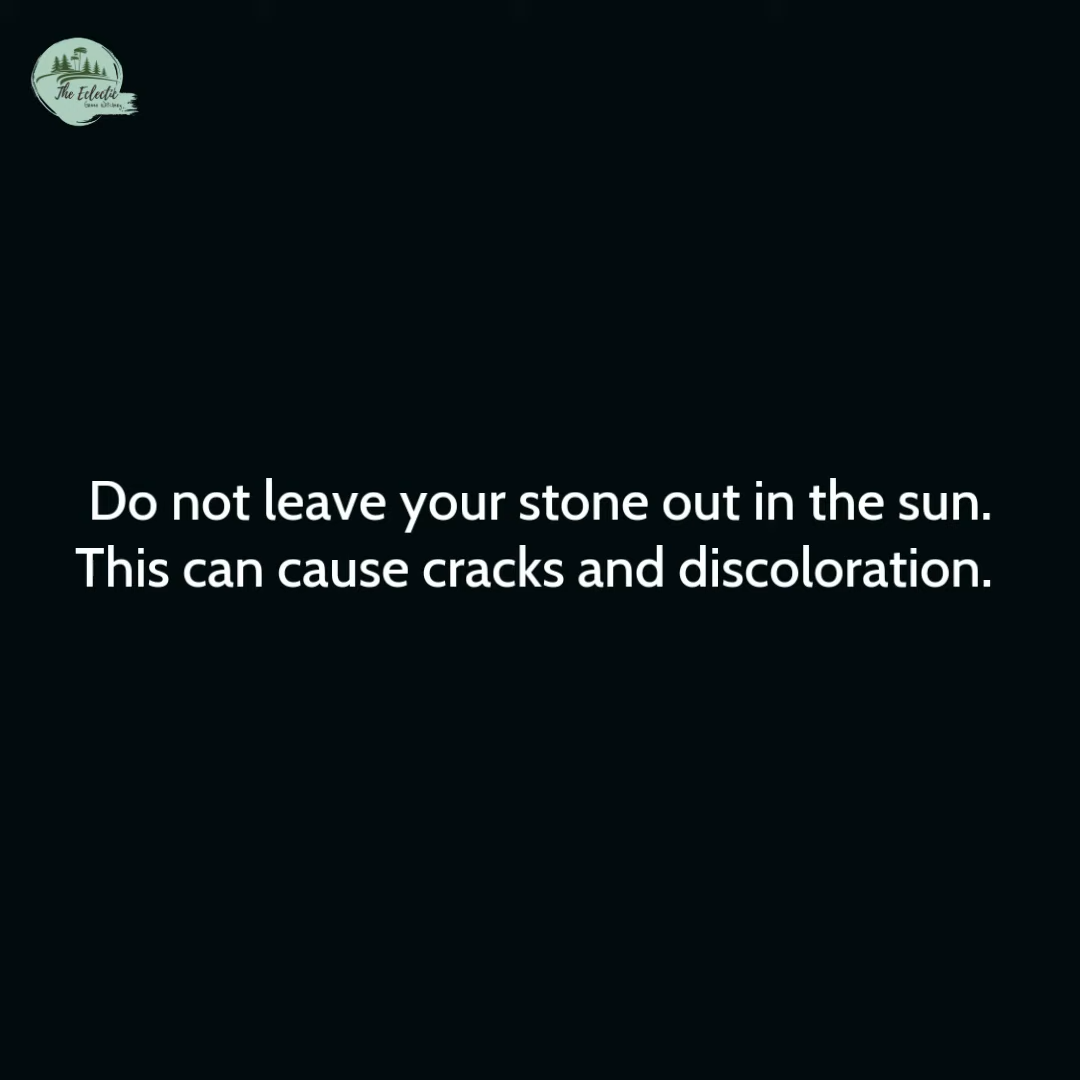 The Eclectic
Do not leave your stone out in the sun.
This can cause cracks and discoloration.